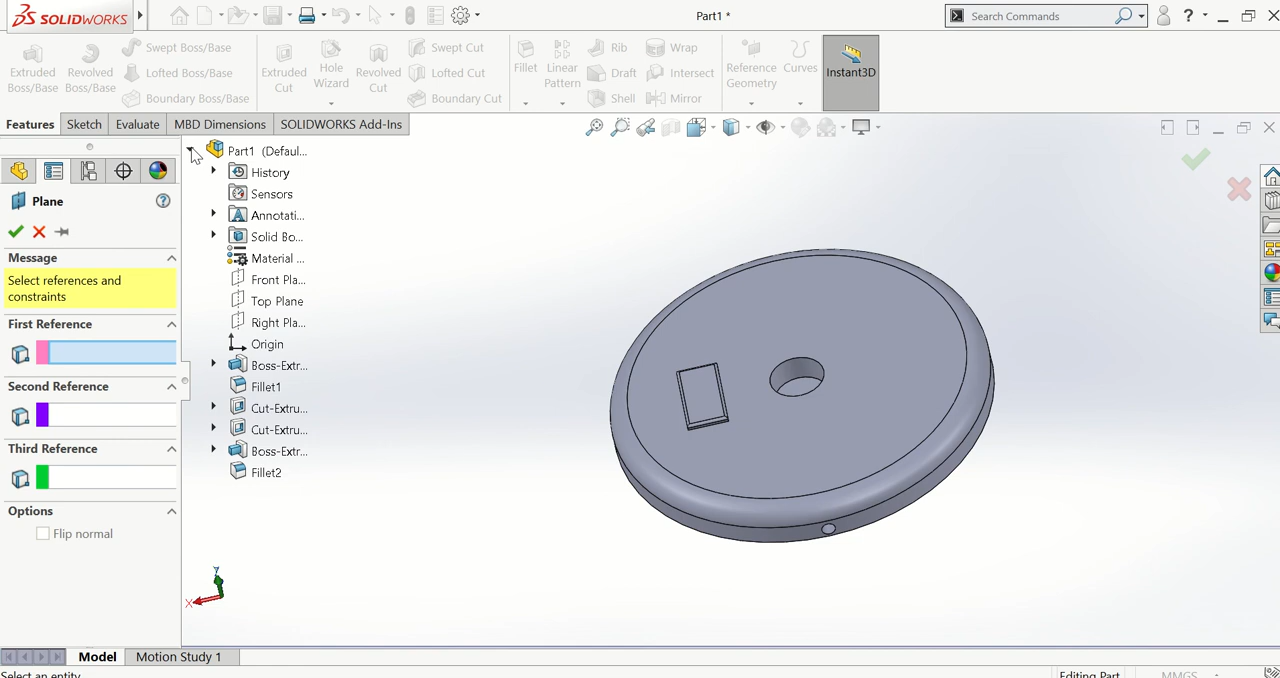 SOLIDWORKS
Part1 *
Search Commands
?
Extruded Boss/Base
Revolved Boss/Base
Swept Boss/Base
Lofted Boss/Base
Boundary Boss/Base
Extruded Cut
Hole Wizard
Revolved Cut
Swept Cut
Lofted Cut
Boundary Cut
Fillet
Linear Pattern
Rib
Draft
Shell
Wrap
Intersect
Mirror
Reference Geometry
Curves
Instant3D
Features
Sketch
Evaluate
MBD Dimensions
SOLIDWORKS Add-Ins
Plane
?
Message
Select references and
constraints
First Reference
Second Reference
Third Reference
Options
Flip normal
Part1 (Defaul...
History
Sensors
Annotati...
Solid Bo...
Material ...
Front Pla...
Top Plane
Right Pla...
Origin
Boss-Extr...
Fillet1
Cut-Extru...
Cut-Extru...
Boss-Extr...
Fillet2
Y
X
Model
Motion Study 1
Select an entity
Editing Part
MMGS